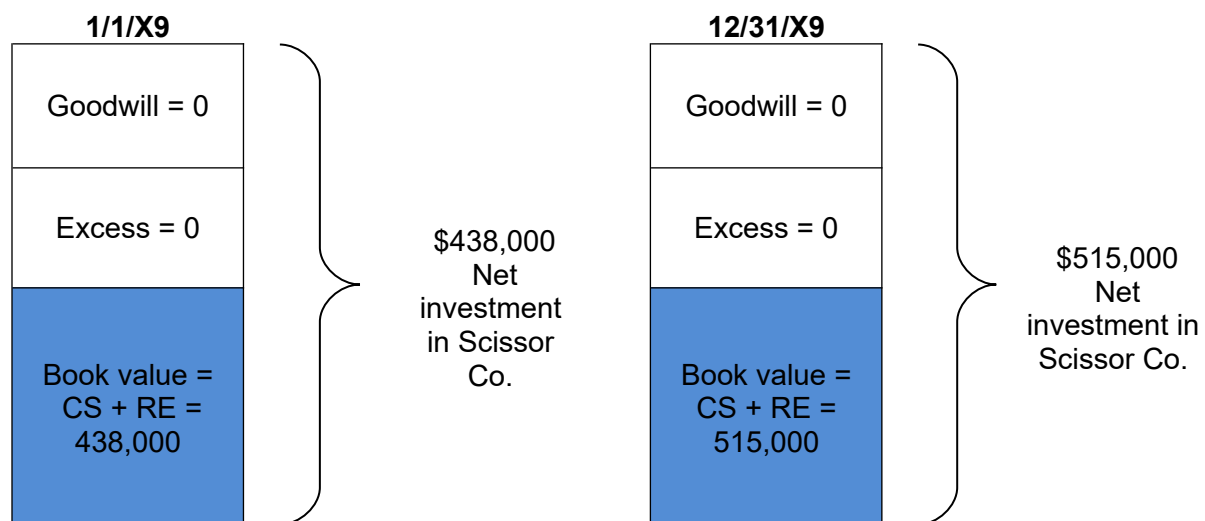 1/1/X9
Goodwill = 0
Excess = 0
Book value =
CS + RE =
438,000
$438,000
Net
investment
in Scissor
Co.
12/31/X9
Goodwill = 0
Excess = 0
Book value =
CS + RE =
515,000
$515,000
Net
investment in
Scissor Co.